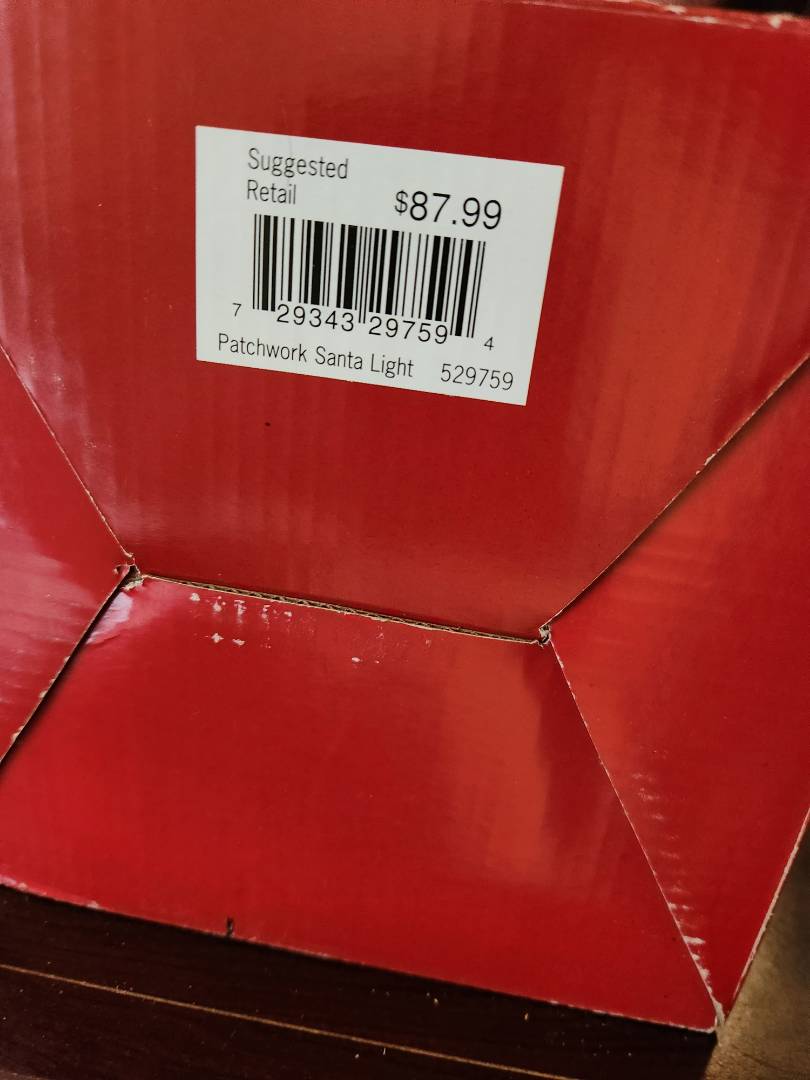 Suggested
Retail $87.99
7 29343 29759 4
Patchwork Santa Light 529759